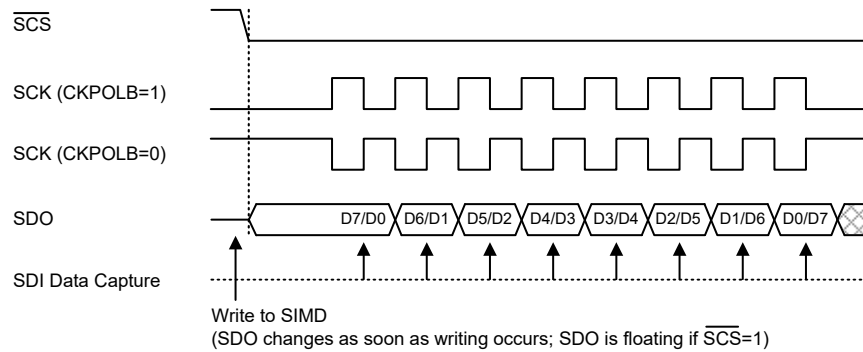 SCS
SCK (CKPOLB=1)
SCK (CKPOLB=0)
SDO D7/D0 D6/D1 D5/D2 D4/D3 D3/D4 D2/D5 D1/D6 D0/D7
SDI Data Capture
Write to SIMD
(SDO changes as soon as writing occurs; SDO is floating if SCS=1)